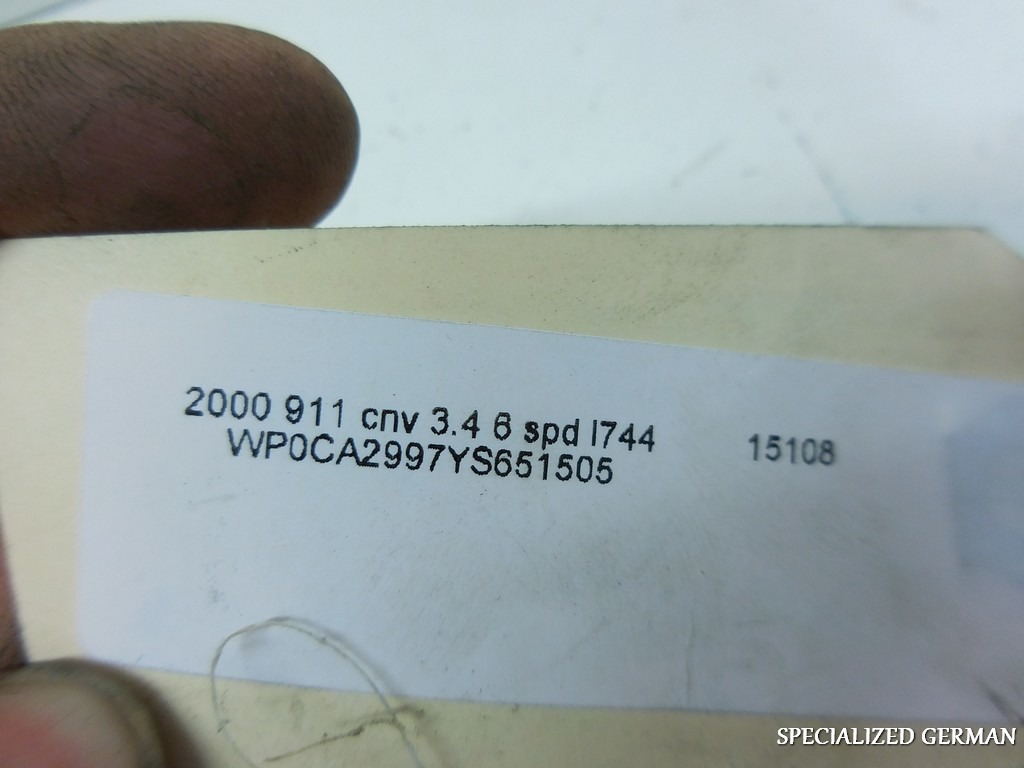 2000 911 cnv 3.4 6 spd l744 15108
WP0CA2997YS651505
SPECIALIZED GERMAN